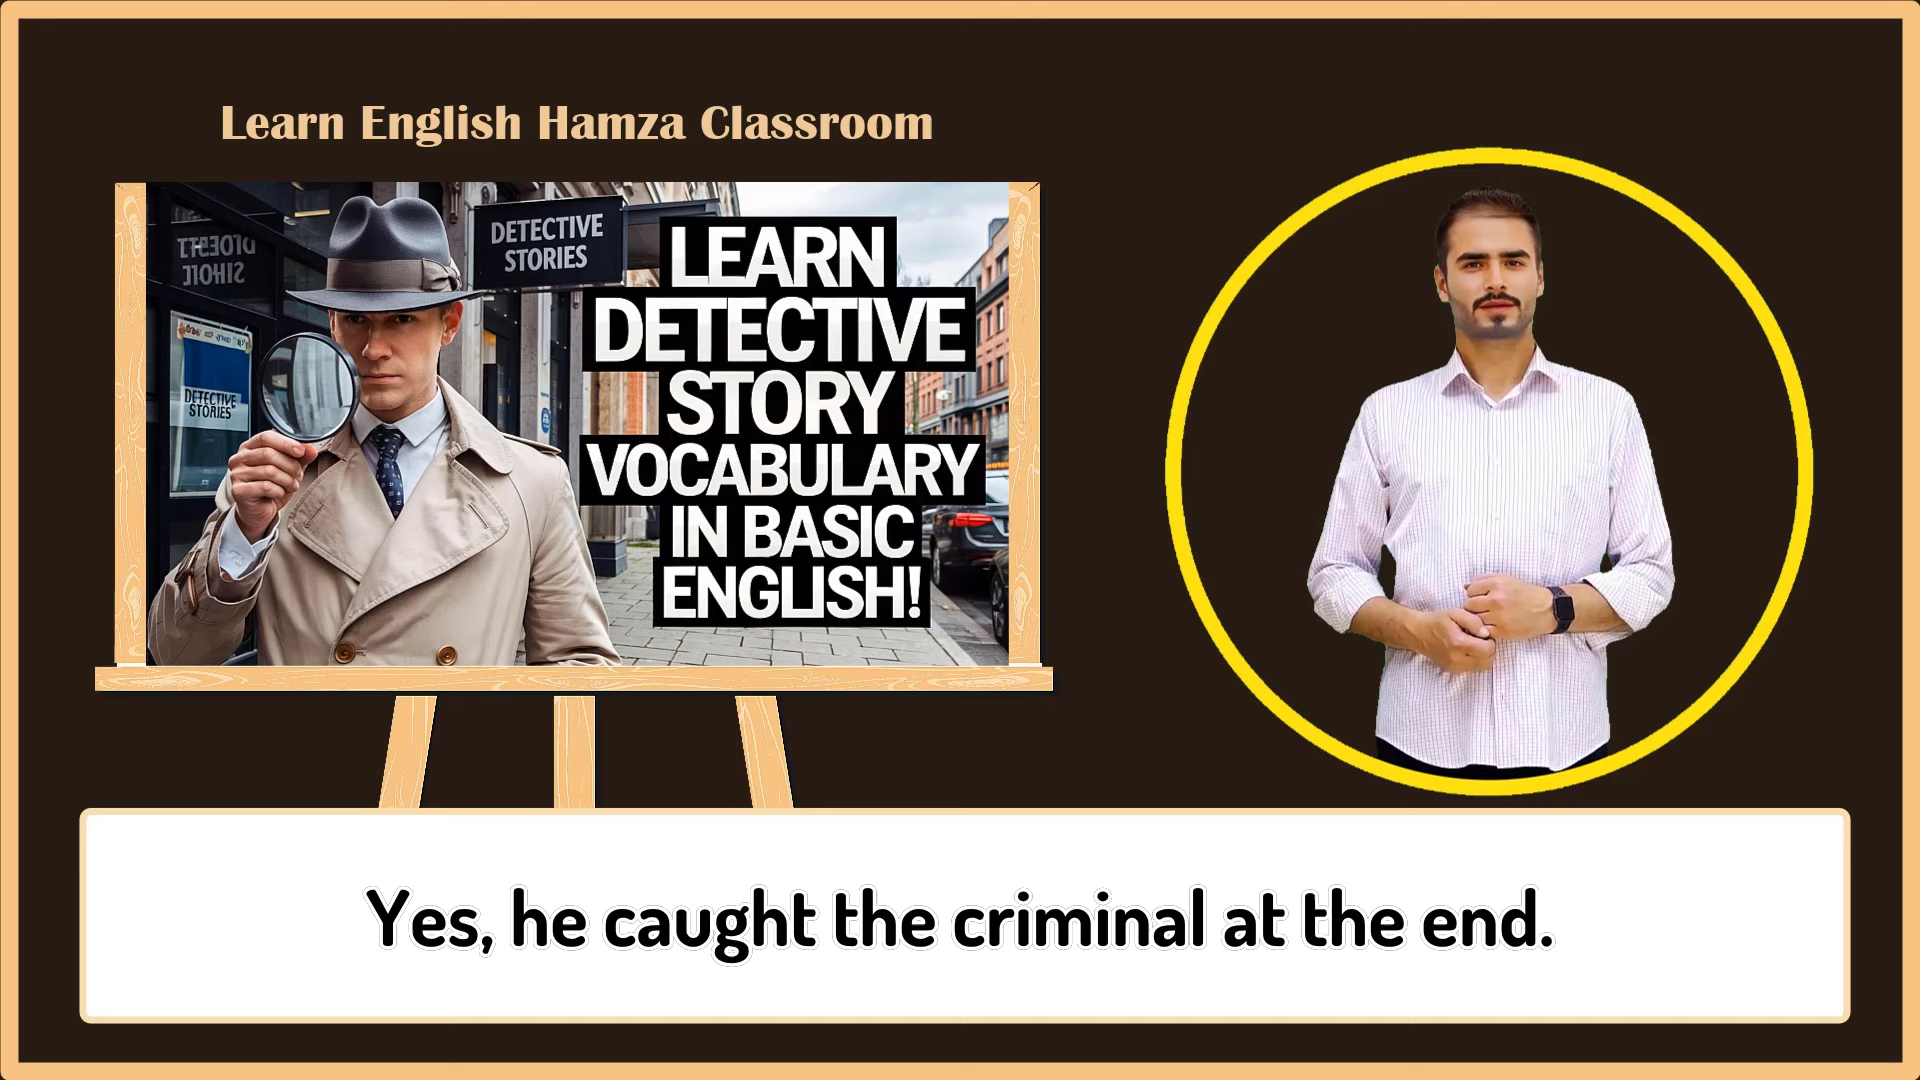 Learn English Hamza Classroom
DETECTIVE
STORIES
LEARN
DETECTIVE
STORY
VOCABULARY
IN BASIC
ENGLISH!
DETECTIVE
STORIES
Yes, he caught the criminal at the end.